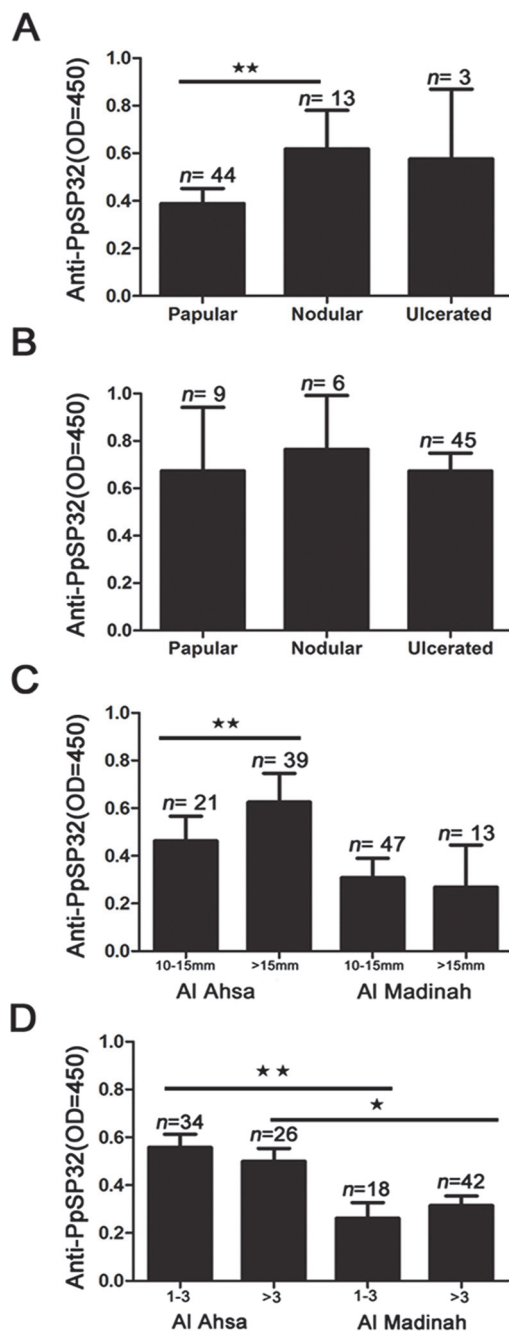 A
Anti-PpSP32(OD=450)
1.0
0.8
0.6
0.4
0.2
0.0
★★
n= 44
n= 13
n= 3
Papular
Nodular
Ulcerated
B
Anti-PpSP32(OD=450)
1.0
0.8
0.6
0.4
0.2
0.0
n= 9
n= 6
n= 45
Papular
Nodular
Ulcerated
C
Anti-PpSP32(OD=450)
1.0
0.8
0.6
0.4
0.2
0.0
★★
n= 21
n= 39
n= 47
n= 13
10-15mm
>15mm
10-15mm
>15mm
Al Ahsa
Al Madinah
D
Anti-PpSP32(OD=450)
1.0
0.8
0.6
0.4
0.2
0.0
★★
★
n=34
n=26
n=18
n=42
1-3
>3
1-3
>3
Al Ahsa
Al Madinah